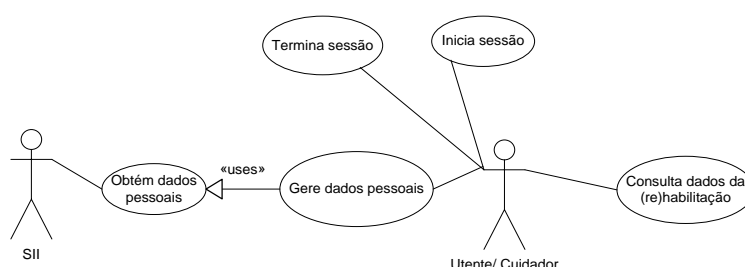 Termina sessão
Inicia sessão
«uses»
Obtém dados
pessoais
Gere dados pessoais
Consulta dados da
(re)habilitação
SII
Utente/ Cuidador